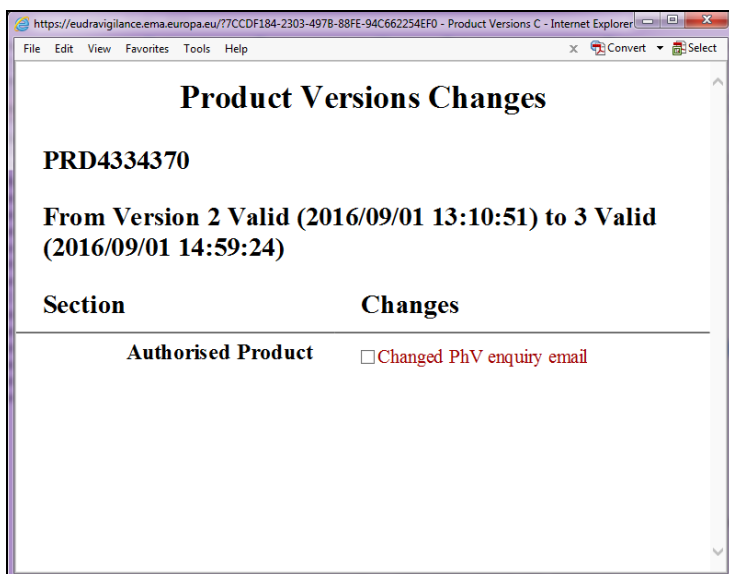 https://eudravigilance.ema.europa.eu/?7CCDF184-2303-497B-88FE-94C662254EF0 - Product Versions C - Internet Explorer
File Edit View Favorites Tools Help x Convert Select
Product Versions Changes
PRD4334370
From Version 2 Valid (2016/09/01 13:10:51) to 3 Valid
(2016/09/01 14:59:24)
Section Changes
Authorised Product Changed PhV enquiry email